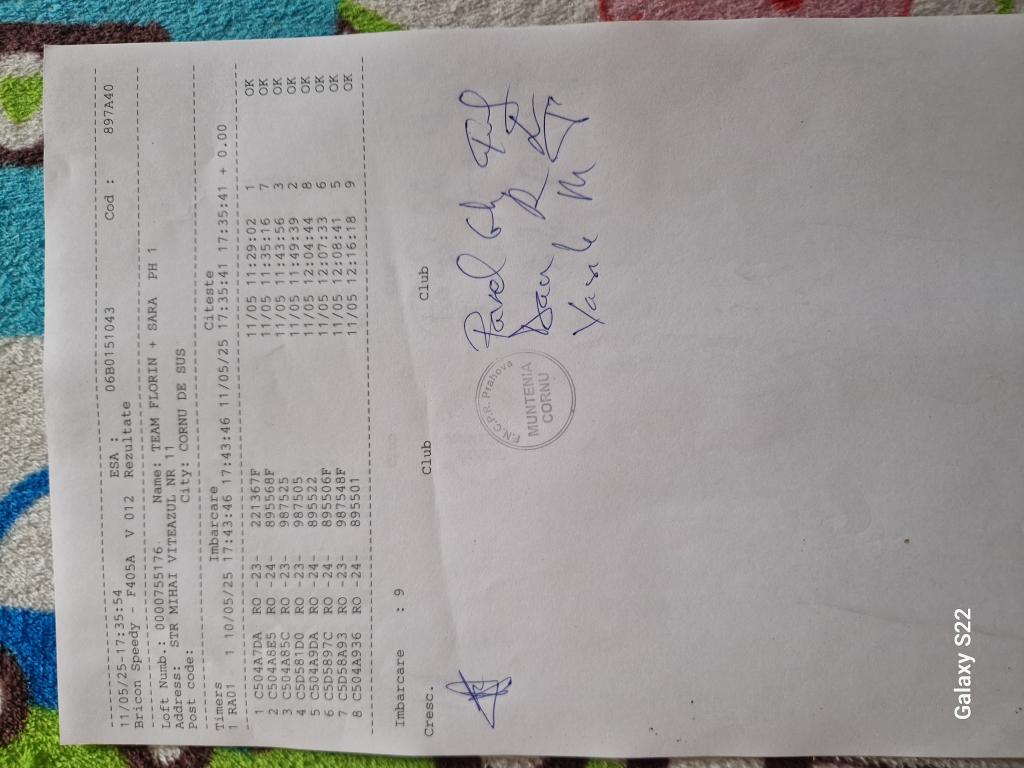 11/05/25-17:35:54 ESA : 06B0151043 Cod : 897A40
Bricon Speedy - F405A V 012 Rezultate
Loft Numb.: 0000755176 Name: TEAM FLORIN + SARA PH 1
Address: STR MIHAI VITEAZUL NR 11
Post code: City: CORNU DE SUS
Timers Imbarcare Citeste
1 RA01 1 10/05/25 17:43:46 17:43:46 11/05/25 17:35:41 17:35:41 + 0.00
1 C504A7DA RO -23- 221367F 11/05 11:29:02 1 OK
2 C504A8E5 RO -24- 895568F 11/05 11:35:16 7 OK
3 C504A85C RO -23- 987525 11/05 11:43:56 3 OK
4 C5D581D0 RO -23- 987505 11/05 11:49:39 2 OK
5 C504A9DA RO -24- 895522 11/05 12:04:44 8 OK
6 C5D5897C RO -24- 895506F 11/05 12:07:33 6 OK
7 C5D58A93 RO -23- 987548F 11/05 12:08:41 5 OK
8 C504A936 RO -24- 895501 11/05 12:16:18 9 OK
Imbarcare : 9
Cresc. Club Club
F.N.C.P.R. Prahova
MUNTENIA
CORNU
Pavel Gh
Vasile M
Galaxy S22